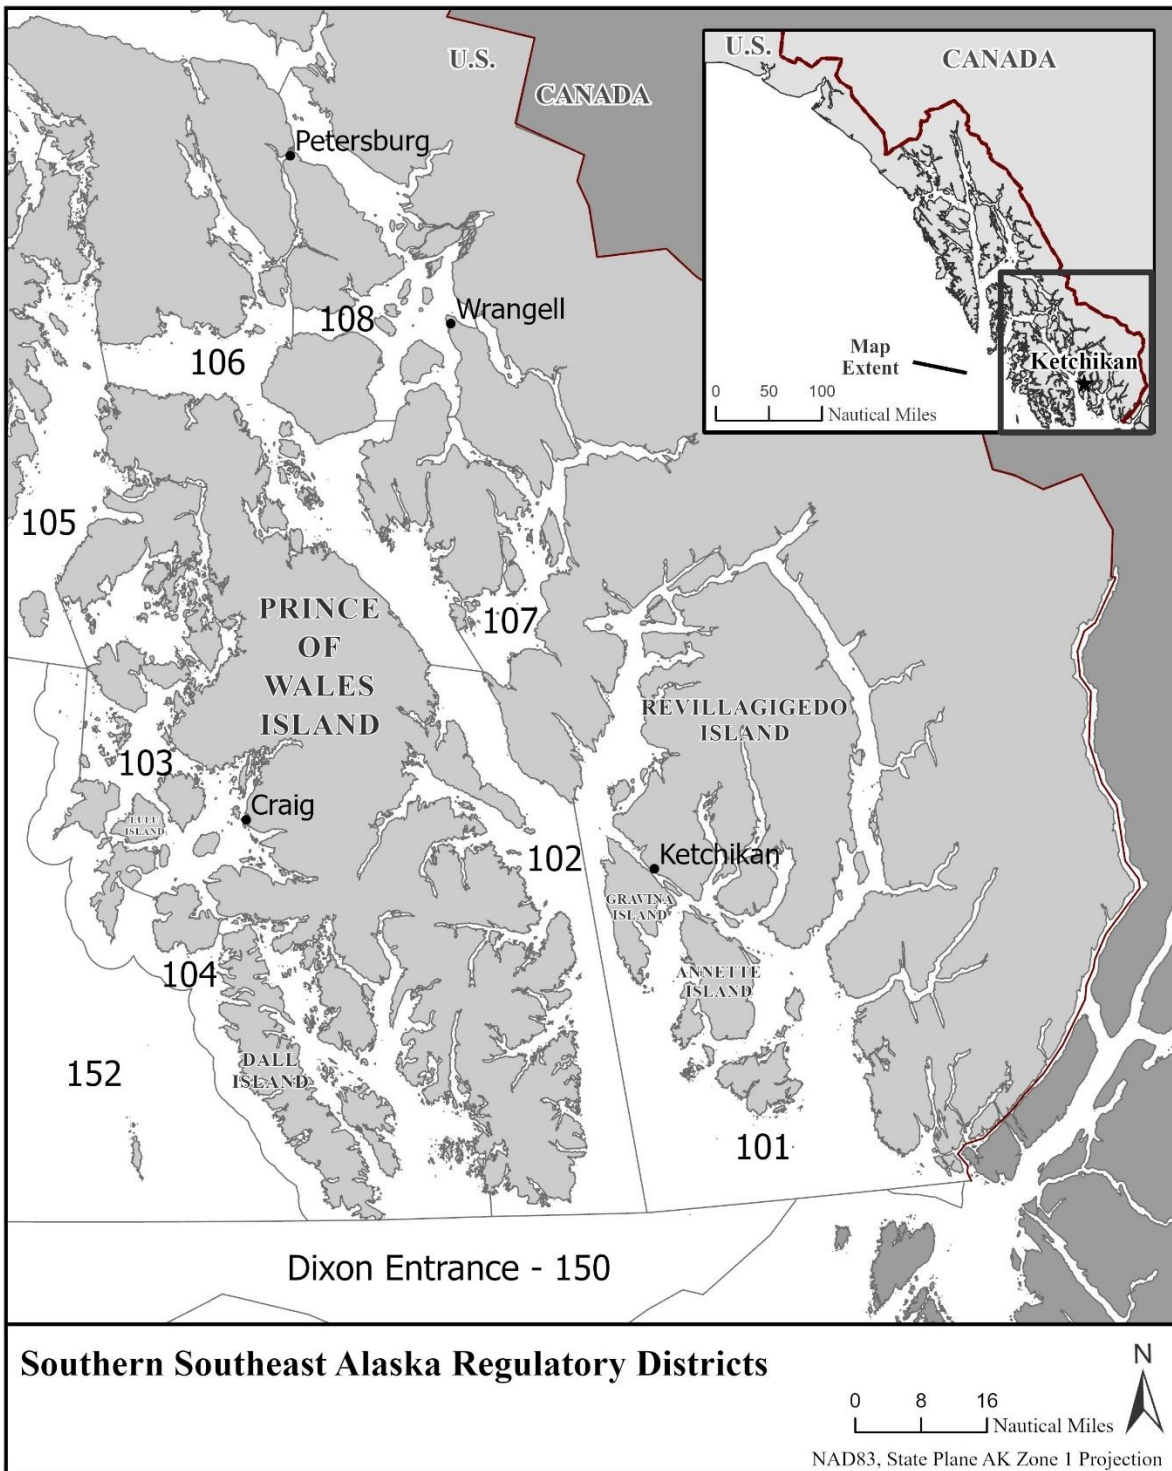 U.S.
CANADA
U.S.
CANADA
Map
Extent
0 50 100
Nautical Miles
Ketchikan
Petersburg
108
Wrangell
106
105
PRINCE
OF
WALES
ISLAND
107
REVILLAGIGEDO
ISLAND
103
LULU
ISLAND
Craig
102
Ketchikan
GRAVINA
ISLAND
104
ANNETTE
ISLAND
152
DALL
ISLAND
101
Dixon Entrance - 150
Southern Southeast Alaska Regulatory Districts
N
0 8 16
Nautical Miles
NAD83, State Plane AK Zone 1 Projection